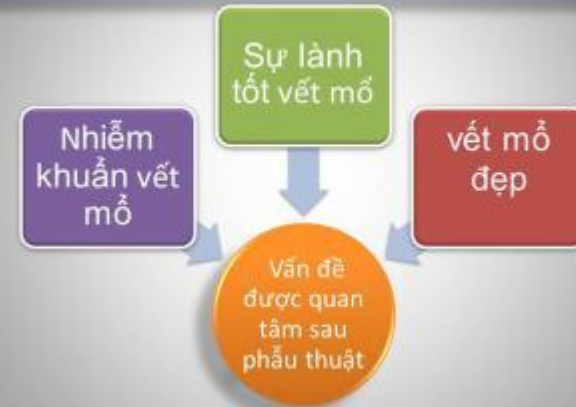 Sự lành
tốt vết mổ
Nhiễm
khuẩn vết
mổ
vết mổ
đẹp
Vấn đề
được quan
tâm sau
phẫu thuật